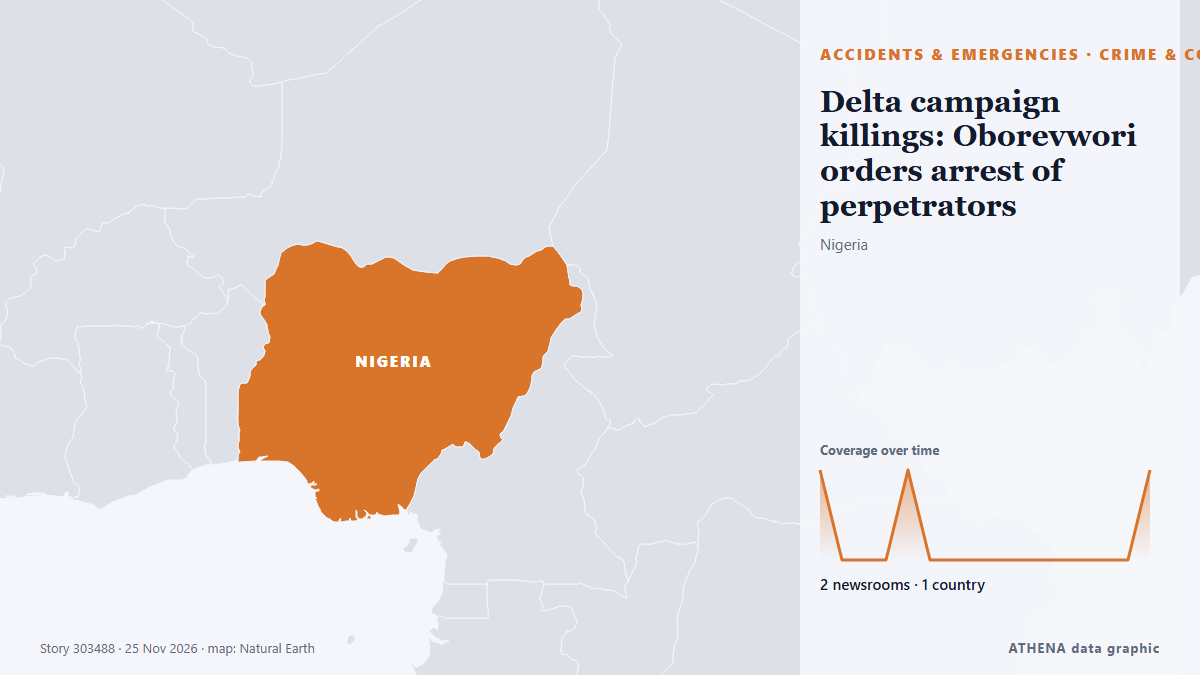 ACCIDENTS & EMERGENCIES · CRIME &
Delta campaign
killings: Oborevwori
orders arrest of
perpetrators
Nigeria
NIGERIA
Coverage over time
2 newsrooms · 1 country
Story 303488 · 25 Nov 2026 · map: Natural Earth
ATHENA data graphic